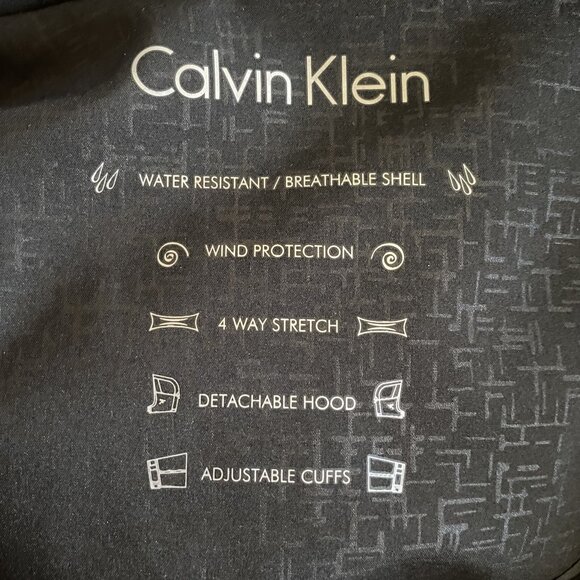 Calvin Klein
WATER RESISTANT / BREATHABLE SHELL
WIND PROTECTION
4 WAY STRETCH
DETACHABLE HOOD
ADJUSTABLE CUFFS